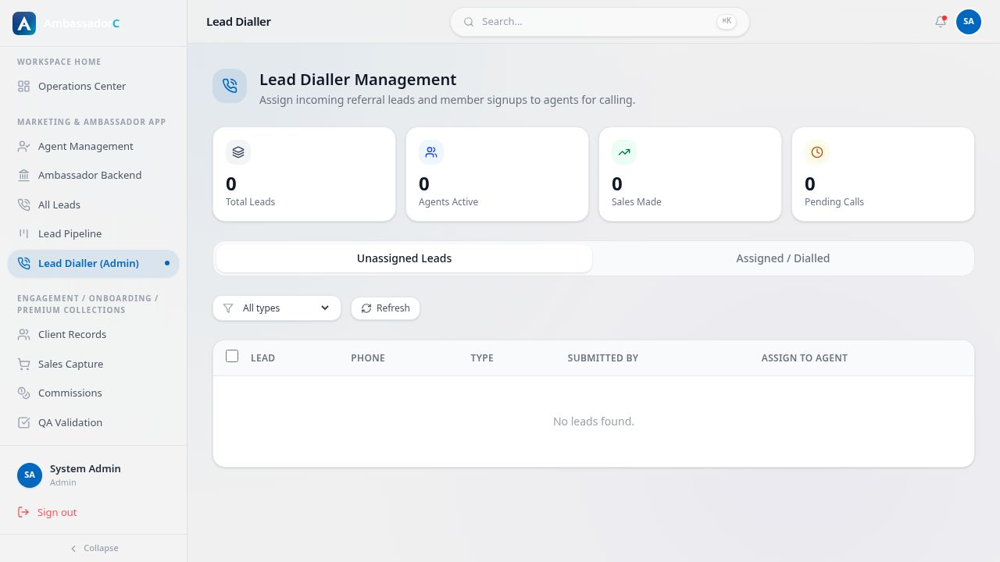 AmbassadorC
WORKSPACE HOME
Operations Center
MARKETING & AMBASSADOR APP
Agent Management
Ambassador Backend
All Leads
Lead Pipeline
Lead Dialler (Admin)
ENGAGEMENT / ONBOARDING /
PREMIUM COLLECTIONS
Client Records
Sales Capture
Commissions
QA Validation
SA
System Admin
Admin
Sign out
Collapse
Lead Dialler
Search...
⌘K
SA
Lead Dialler Management
Assign incoming referral leads and member signups to agents for calling.
0
Total Leads
0
Agents Active
0
Sales Made
0
Pending Calls
Unassigned Leads
Assigned / Dialled
All types
Refresh
LEAD PHONE TYPE SUBMITTED BY ASSIGN TO AGENT
No leads found.